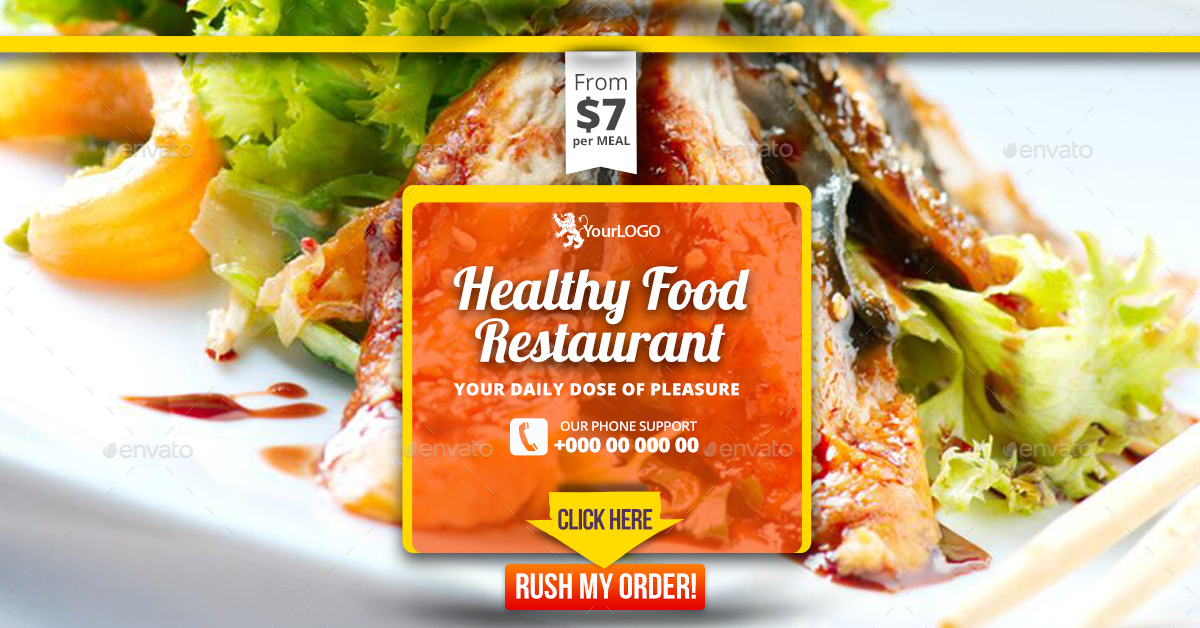 From
$7
per MEAL
YourLOGO
Healthy Food
Restaurant
YOUR DAILY DOSE OF PLEASURE
OUR PHONE SUPPORT
+000 00 000 00
CLICK HERE
RUSH MY ORDER!
envato
envato
envato
envato
envato
envato
envato
envato